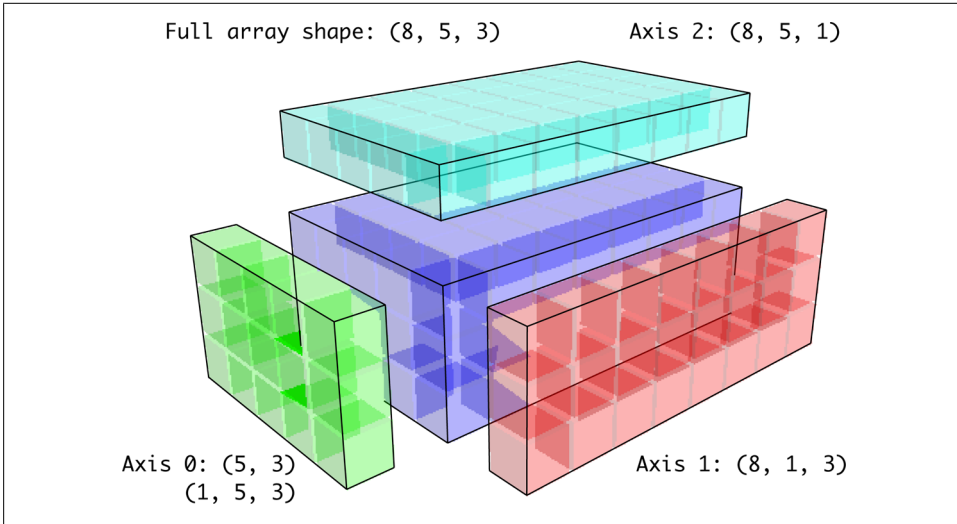 Full array shape: (8, 5, 3)
Axis 2: (8, 5, 1)
Axis 0: (5, 3)
(1, 5, 3)
Axis 1: (8, 1, 3)